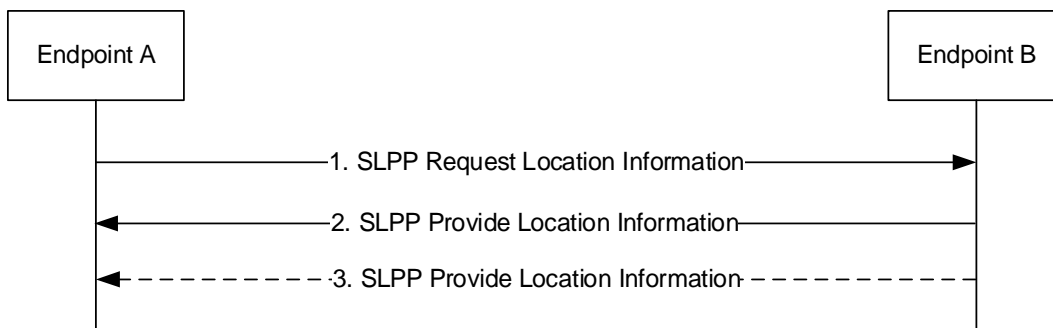 Endpoint A
Endpoint B
1. SLPP Request Location Information
2. SLPP Provide Location Information
3. SLPP Provide Location Information